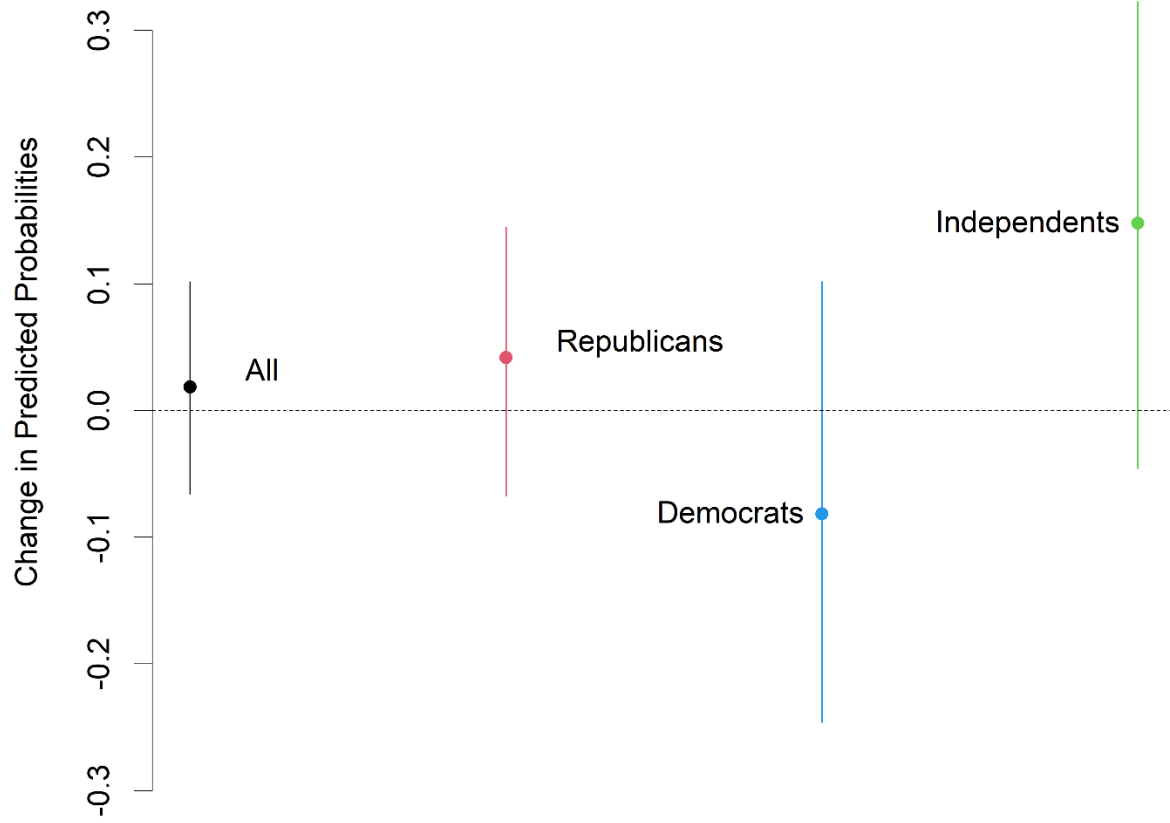 Change in Predicted Probabilities
0.3
0.2
0.1
0.0
-0.1
-0.2
-0.3
Independents
Republicans
All
Democrats